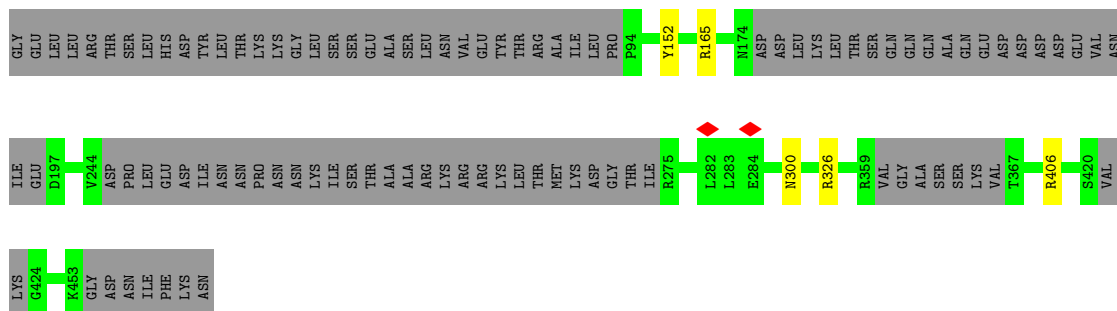 GLY GLU LEU LEU ARG THR SER LEU HIS ASP TYR LEU THR LYS LYS GLY LEU SER SER GLU ALA SER LEU ASN VAL GLU TYR THR ARG ALA ILE LEU PRO P94 Y152 R165 N174 ASP ASP LEU LYS LEU THR SER GLN GLN GLN ALA GLN GLU ASP ASP ASP ASP GLU VAL ASN
ILE GLU D197 V244 ASP PRO LEU GLU ASP ILE ASN ASN PRO ASN ASN LYS ILE SER THR ALA ALA ARG LYS ARG ARG LYS LEU THR MET LYS ASP GLY THR ILE R275 L282 L283 E284 N300 R326 R359 VAL GLY ALA SER SER LYS VAL T367 R406 S420 VAL
LYS G424 K453 GLY ASP ASN ILE PHE LYS ASN